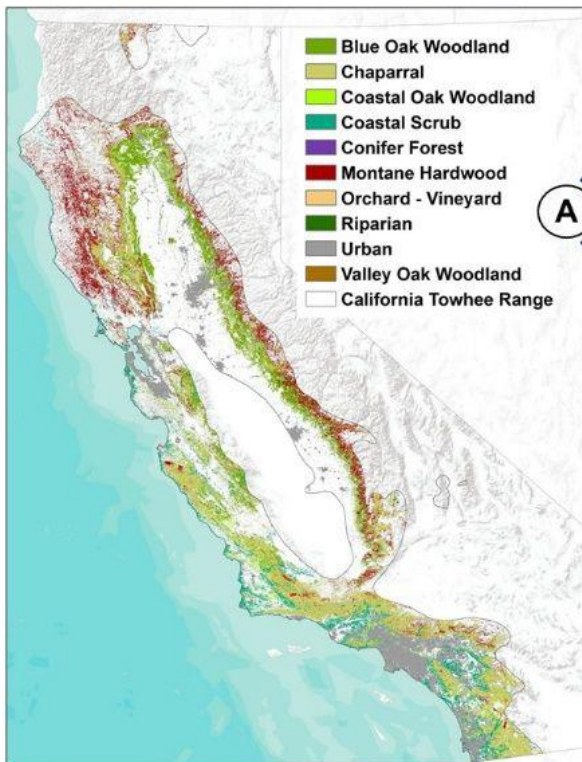 Blue Oak Woodland
Chaparral
Coastal Oak Woodland
Coastal Scrub
Conifer Forest
Montane Hardwood
Orchard - Vineyard
Riparian
Urban
Valley Oak Woodland
California Towhee Range
A